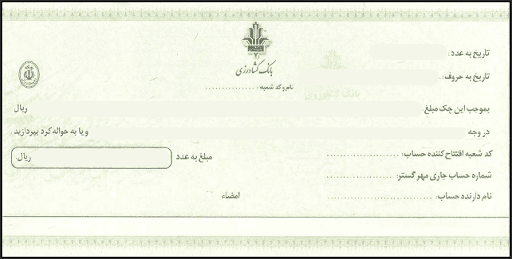 بانک کشاورزی
نام و کد شعبه: ................
تاریخ به عدد:
تاریخ به حروف:
بموجب این چک مبلغ ریال
در وجه و یا به حواله کرد بپردازید
کد شعبه افتتاح کننده حساب: ....................
مبلغ به عدد ریال
شماره حساب جاری مهر گستر: ....................
نام دارنده حساب: ....................
امضاء